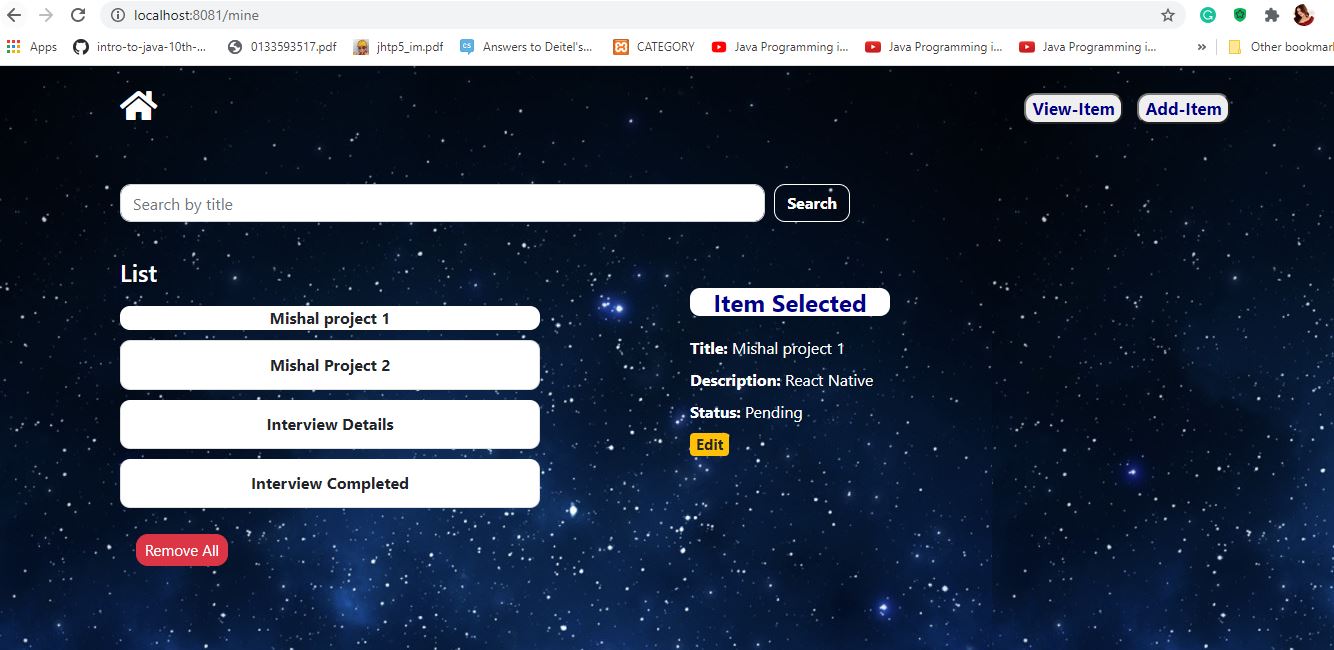 localhost:8081/mine
Apps intro-to-java-10th-... 0133593517.pdf jhtp5_im.pdf CS Answers to Deitel's... CATEGORY Java Programming i... Java Programming i... Java Programming i... » Other bookmar
View-Item Add-Item
Search by title Search
List
Item Selected
Mishal project 1
Title: Mishal project 1
Mishal Project 2
Description: React Native
Status: Pending
Interview Details
Edit
Interview Completed
Remove All